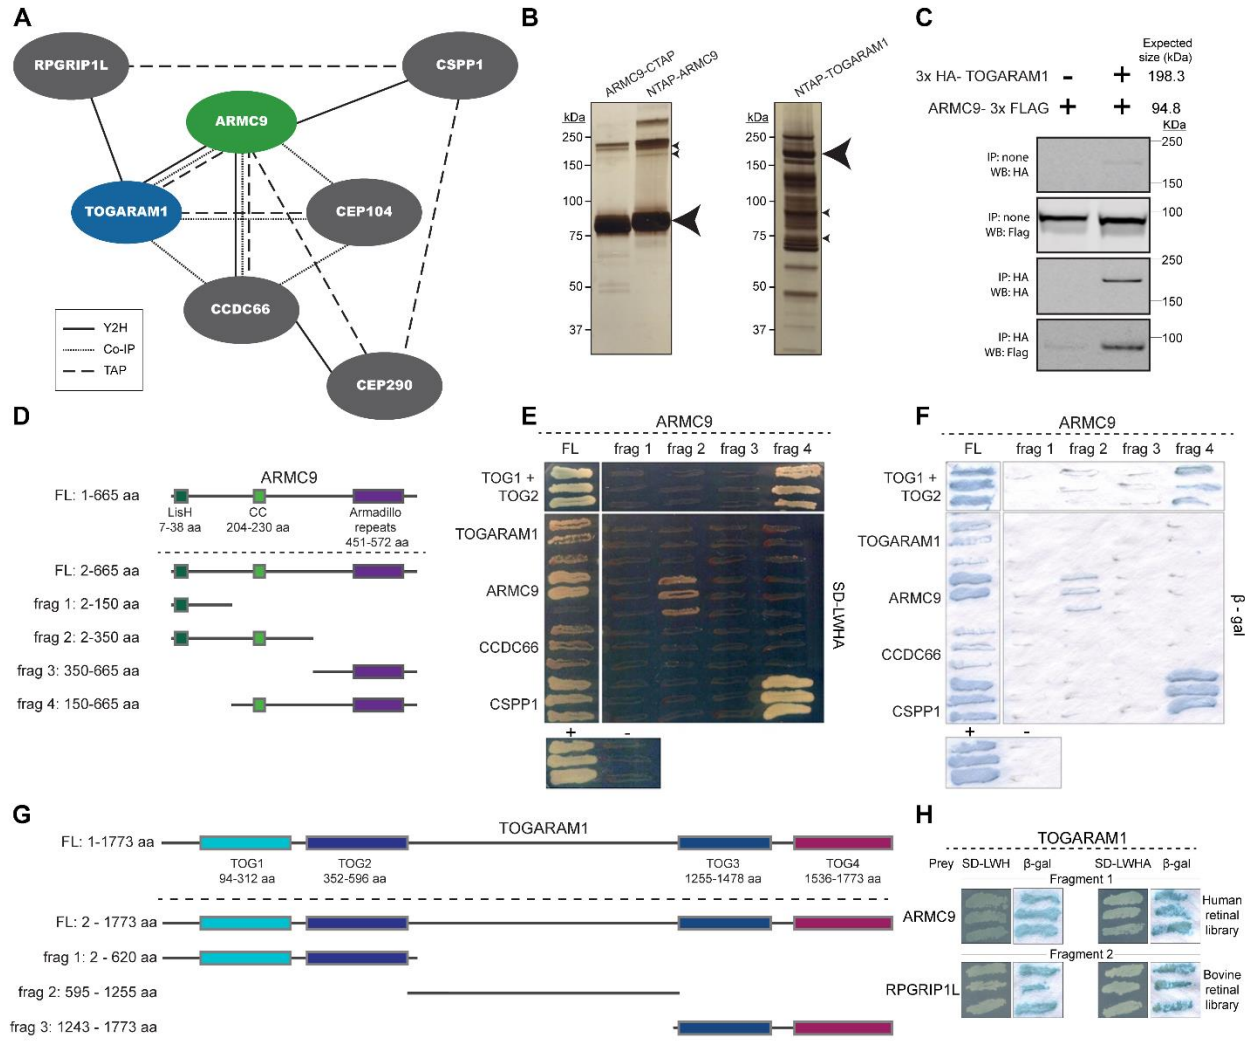 A
RPGRIP1L
CSPP1
ARMC9
TOGARAM1
CEP104
CCDC66
CEP290
Y2H
Co-IP
TAP
B
ARMC9-CTAP
NTAP-ARMC9
NTAP-TOGARAM1
kDa
250
150
100
75
50
37
kDa
250
150
100
75
50
37
C
Expected
size (kDa)
3x HA- TOGARAM1 - + 198.3
ARMC9- 3x FLAG + + 94.8
KDa
IP: none
WB: HA
250
150
IP: none
WB: Flag
100
IP: HA
WB: HA
250
150
IP: HA
WB: Flag
100
D
ARMC9
FL: 1-665 aa
LisH
7-38 aa
CC
204-230 aa
Armadillo
repeats
451-572 aa
FL: 2-665 aa
frag 1: 2-150 aa
frag 2: 2-350 aa
frag 3: 350-665 aa
frag 4: 150-665 aa
E
ARMC9
FL frag 1 frag 2 frag 3 frag 4
TOG1 +
TOG2
TOGARAM1
ARMC9
CCDC66
CSPP1
SD-LWHA
+ -
F
ARMC9
FL frag 1 frag 2 frag 3 frag 4
TOG1 +
TOG2
TOGARAM1
ARMC9
CCDC66
CSPP1
β - gal
+ -
G
TOGARAM1
FL: 1-1773 aa
TOG1
94-312 aa
TOG2
352-596 aa
TOG3
1255-1478 aa
TOG4
1536-1773 aa
FL: 2 - 1773 aa
frag 1: 2 - 620 aa
frag 2: 595 - 1255 aa
frag 3: 1243 - 1773 aa
H
TOGARAM1
Prey SD-LWH β-gal SD-LWHA β-gal
Fragment 1
ARMC9
Human
retinal
library
Fragment 2
RPGRIP1L
Bovine
retinal
library